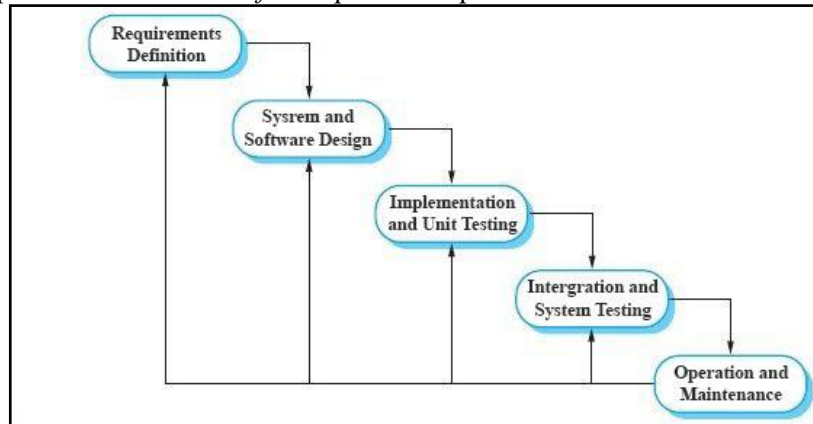 Requirements
Definition
Sysrem and
Software Design
Implementation
and Unit Testing
Intergration and
System Testing
Operation and
Maintenance